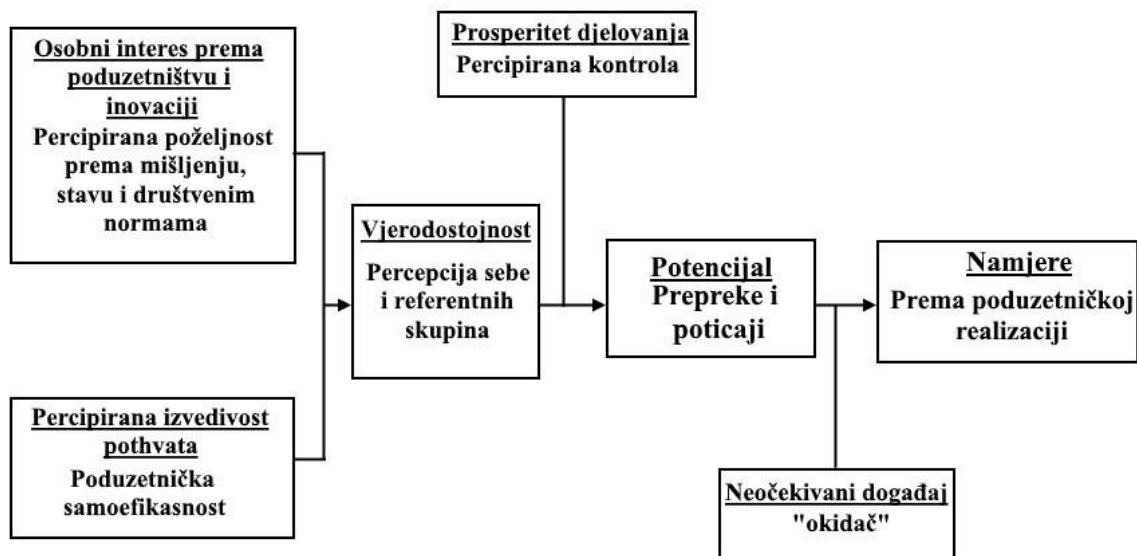 Osobni interes prema
poduzetništvu i
inovaciji
Percipirana poželjnost
prema mišljenju,
stavu i društvenim
normama
Percipirana izvedivost
pothvata
Poduzetnička
samoefikasnost
Vjerodostojnost
Percepcija sebe
i referentnih
skupina
Prosperitet djelovanja
Percipirana kontrola
Potencijal
Prepreke i
poticaji
Neočekivani događaj
"okidač"
Namjere
Prema poduzetničkoj
realizaciji